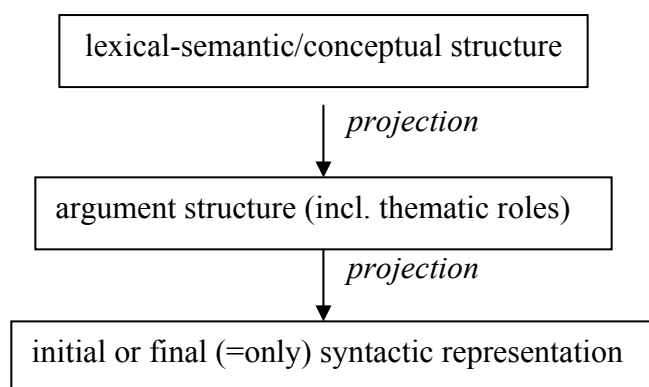 lexical-semantic/conceptual structure
projection
argument structure (incl. thematic roles)
projection
initial or final (=only) syntactic representation